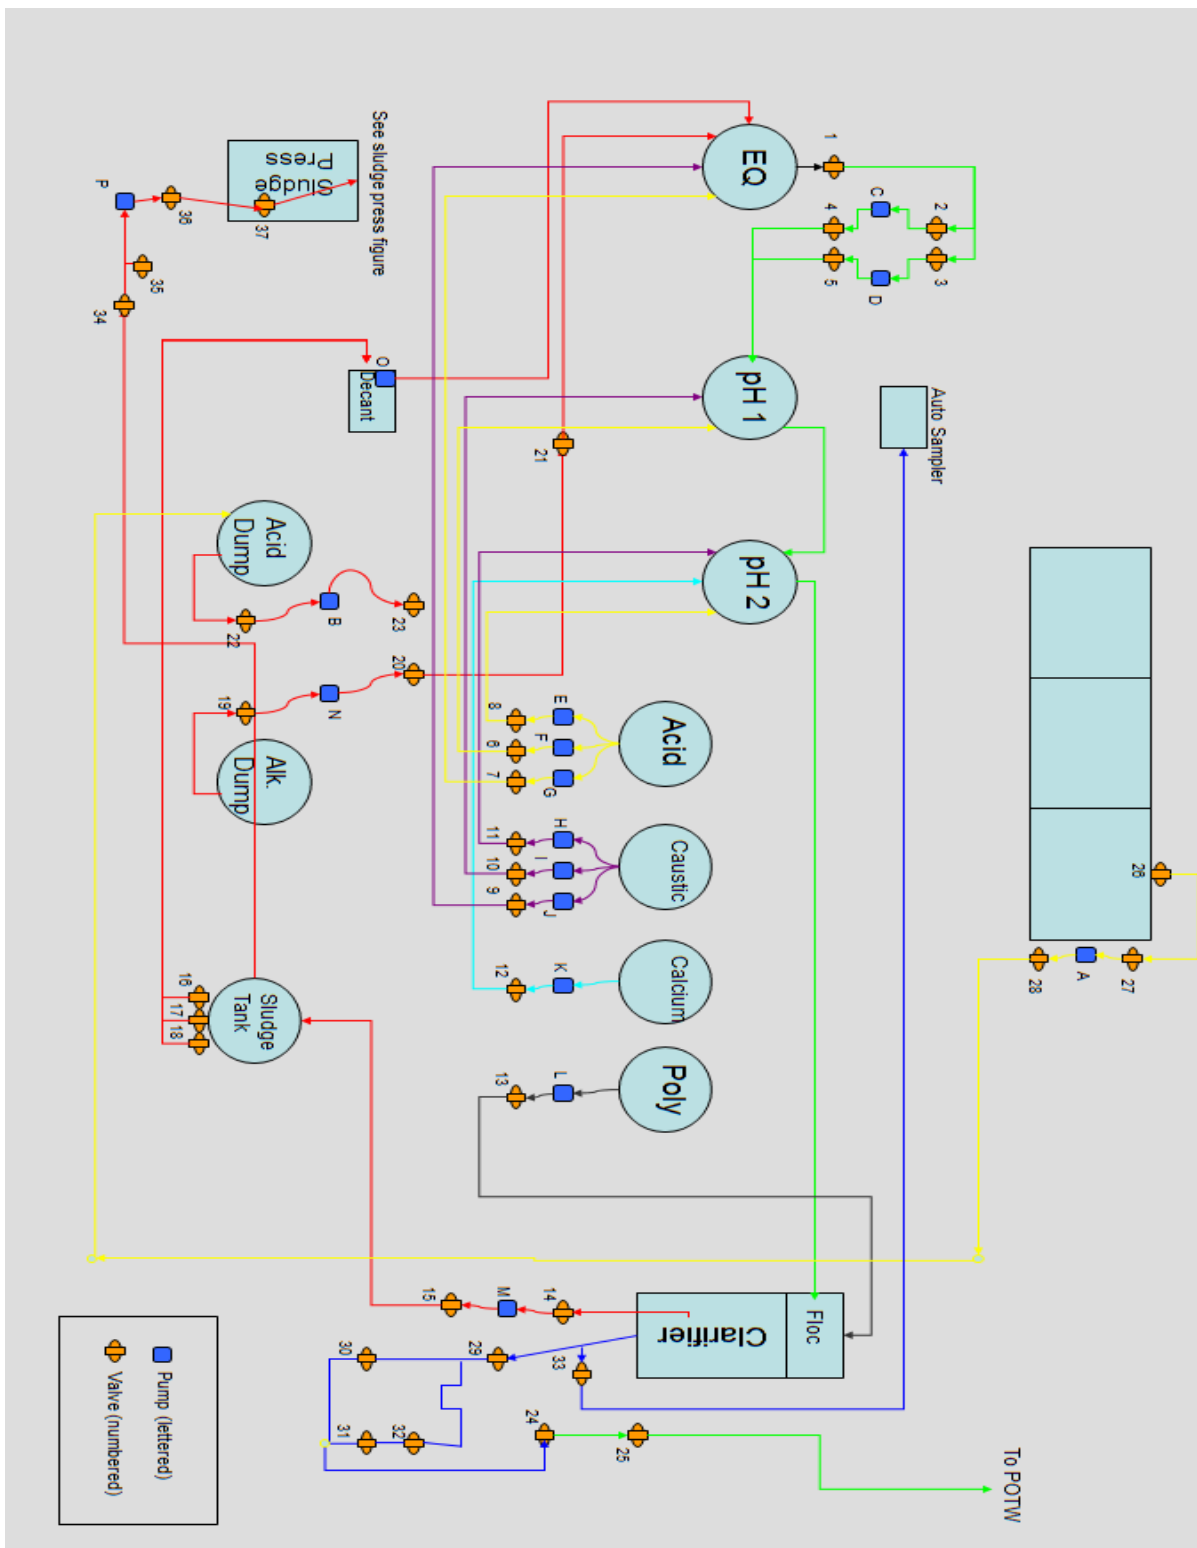 26
27
A
28
To POTW
Auto Sampler
2
3
C
D
1
4
5
Floc
EQ
pH 1
pH 2
Clarifier
Acid
Caustic
Calcium
Poly
25
E
F
G
H
I
J
K
L
33
14
21
24
8
6
7
11
10
9
12
13
M
29
15
23
20
32
30
31
O
Decant
See sludge press figure
B
N
Sludge
Press
37
Acid
Dump
Alk.
Dump
Sludge
Tank
22
19
16
17
18
36
35
34
P
Pump (lettered)
Valve (numbered)